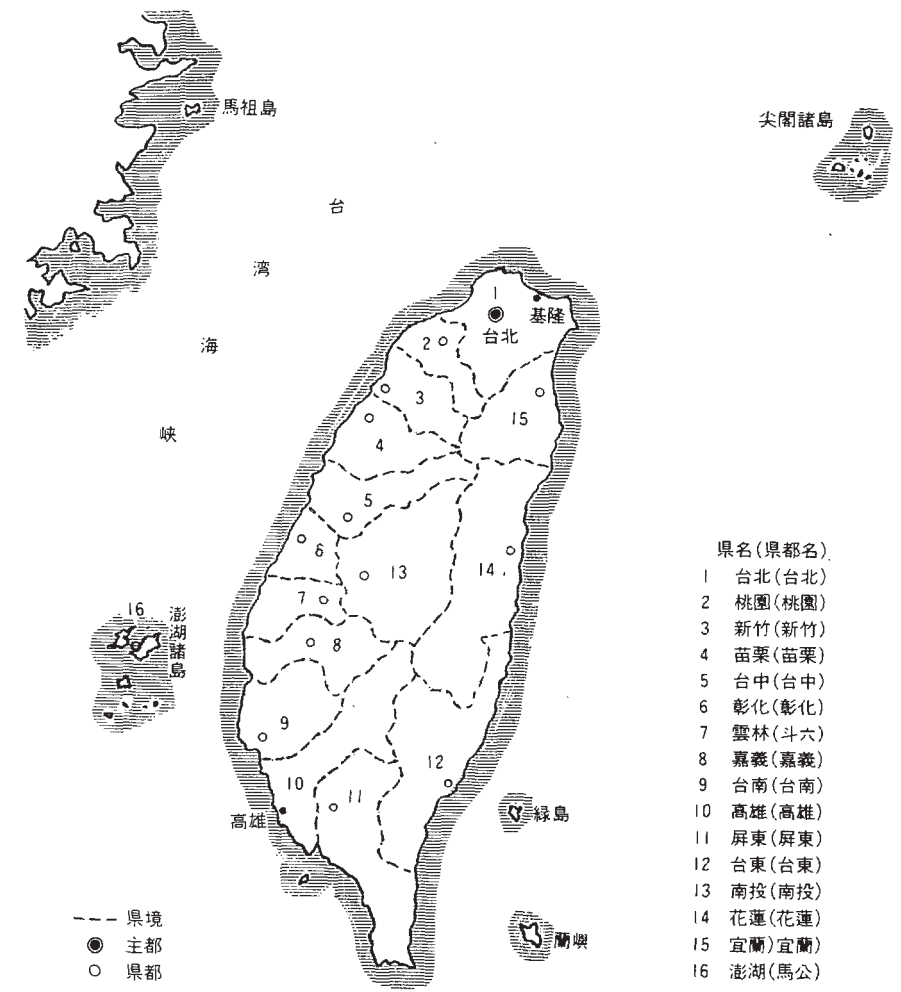 馬祖島
尖閣諸島
台
湾
海
峡
1
基隆
台北
2
3
15
4
5
6
13
14
7
16
澎湖諸島
8
9
12
10
11
高雄
緑島
蘭嶼
県名(県都名)
1 台北(台北)
2 桃園(桃園)
3 新竹(新竹)
4 苗栗(苗栗)
5 台中(台中)
6 彰化(彰化)
7 雲林(斗六)
8 嘉義(嘉義)
9 台南(台南)
10 高雄(高雄)
11 屏東(屏東)
12 台東(台東)
13 南投(南投)
14 花蓮(花蓮)
15 宜蘭)宜蘭)
16 澎湖(馬公)
県境
主都
県都